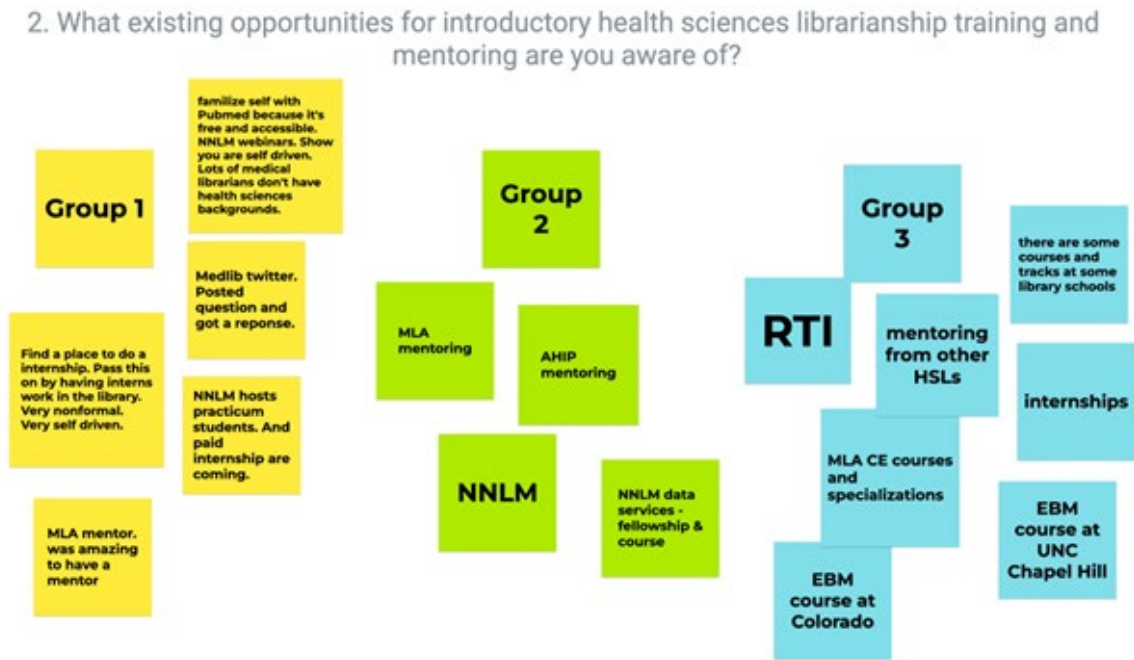 2. What existing opportunities for introductory health sciences librarianship training and
mentoring are you aware of?
Group 1
familize self with
Pubmed because it's
free and accessible.
NNLM webinars. Show
you are self driven.
Lots of medical
librarians don't have
health sciences
backgrounds.
Medlib twitter.
Posted
question and
got a reponse.
Find a place to do a
internship. Pass this
on by having interns
work in the library.
Very nonformal.
Very self driven.
NNLM hosts
practicum
students. And
paid
internship are
coming.
MLA mentor.
was amazing
to have a
mentor
Group
2
MLA
mentoring
AHIP
mentoring
NNLM
NNLM data
services -
fellowship &
course
Group
3
there are some
courses and
tracks at some
library schools
RTI
mentoring
from other
HSLs
internships
MLA CE courses
and
specializations
EBM
course at
UNC
Chapel Hill
EBM
course at
Colorado